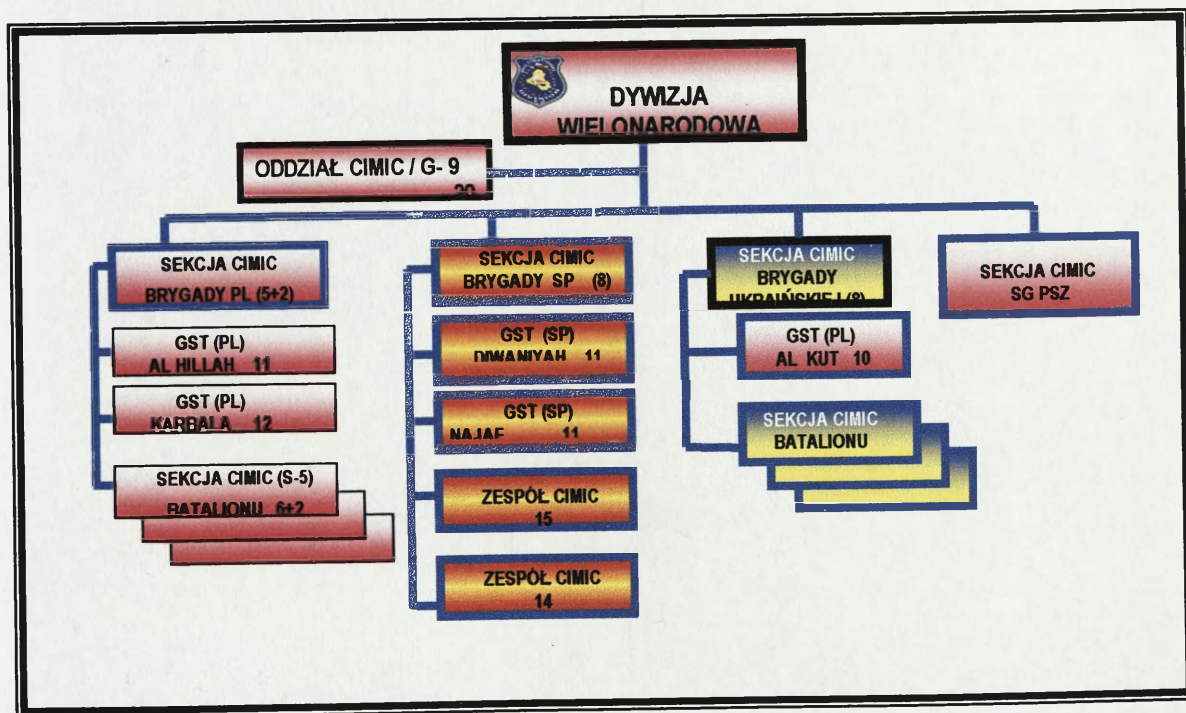 DYWIZJA
WIELONARODOWA
ODDZIAŁ CIMIC / G- 9
20
SEKCJA CIMIC
BRYGADY PL (5+2)
GST (PL)
AL HILLAH 11
GST (PL)
KARBALA 12
SEKCJA CIMIC (S-5)
BATALIONU 6+2
SEKCJA CIMIC
BRYGADY SP (8)
GST (SP)
DIWANIYAH 11
GST (SP)
NAJAF 11
ZESPÓŁ CIMIC
15
ZESPÓŁ CIMIC
14
SEKCJA CIMIC
BRYGADY
UKRAIŃSKIEJ (8)
GST (PL)
AL KUT 10
SEKCJA CIMIC
BATALIONU
SEKCJA CIMIC
SG PSZ